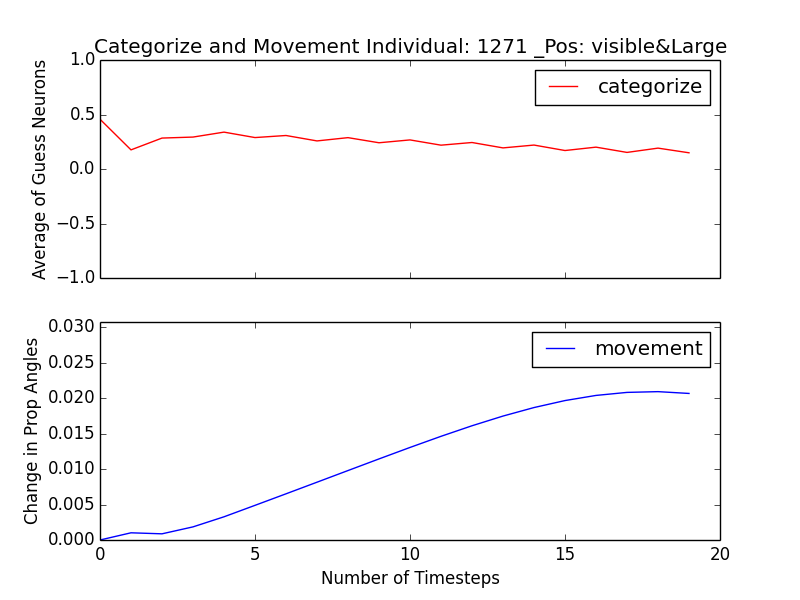 Categorize and Movement Individual: 1271 _Pos: visible&Large
1.0
0.5
0.0
−0.5
−1.0
Average of Guess Neurons
categorize
0.030
0.025
0.020
0.015
0.010
0.005
0.000
Change in Prop Angles
movement
0 5 10 15 20
Number of Timesteps